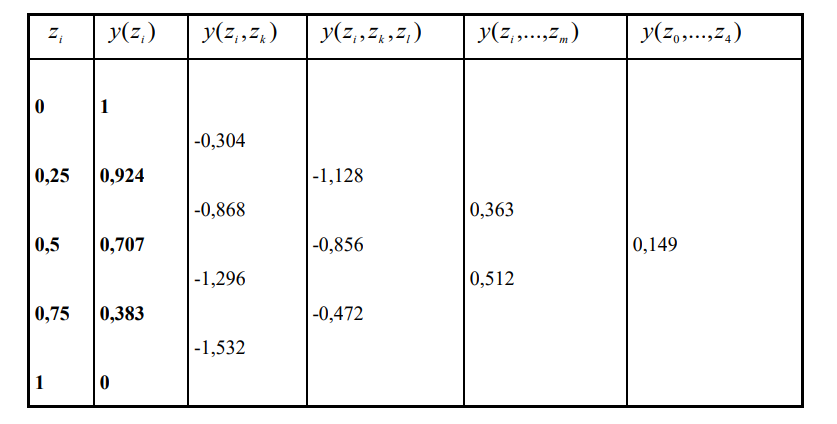 z_i y(z_i) y(z_i,z_k) y(z_i,z_k,z_l) y(z_i,...,z_m) y(z_0,...,z_4)
0 1
-0,304
0,25 0,924 -1,128
-0,868 0,363
0,5 0,707 -0,856 0,149
-1,296 0,512
0,75 0,383 -0,472
-1,532
1 0